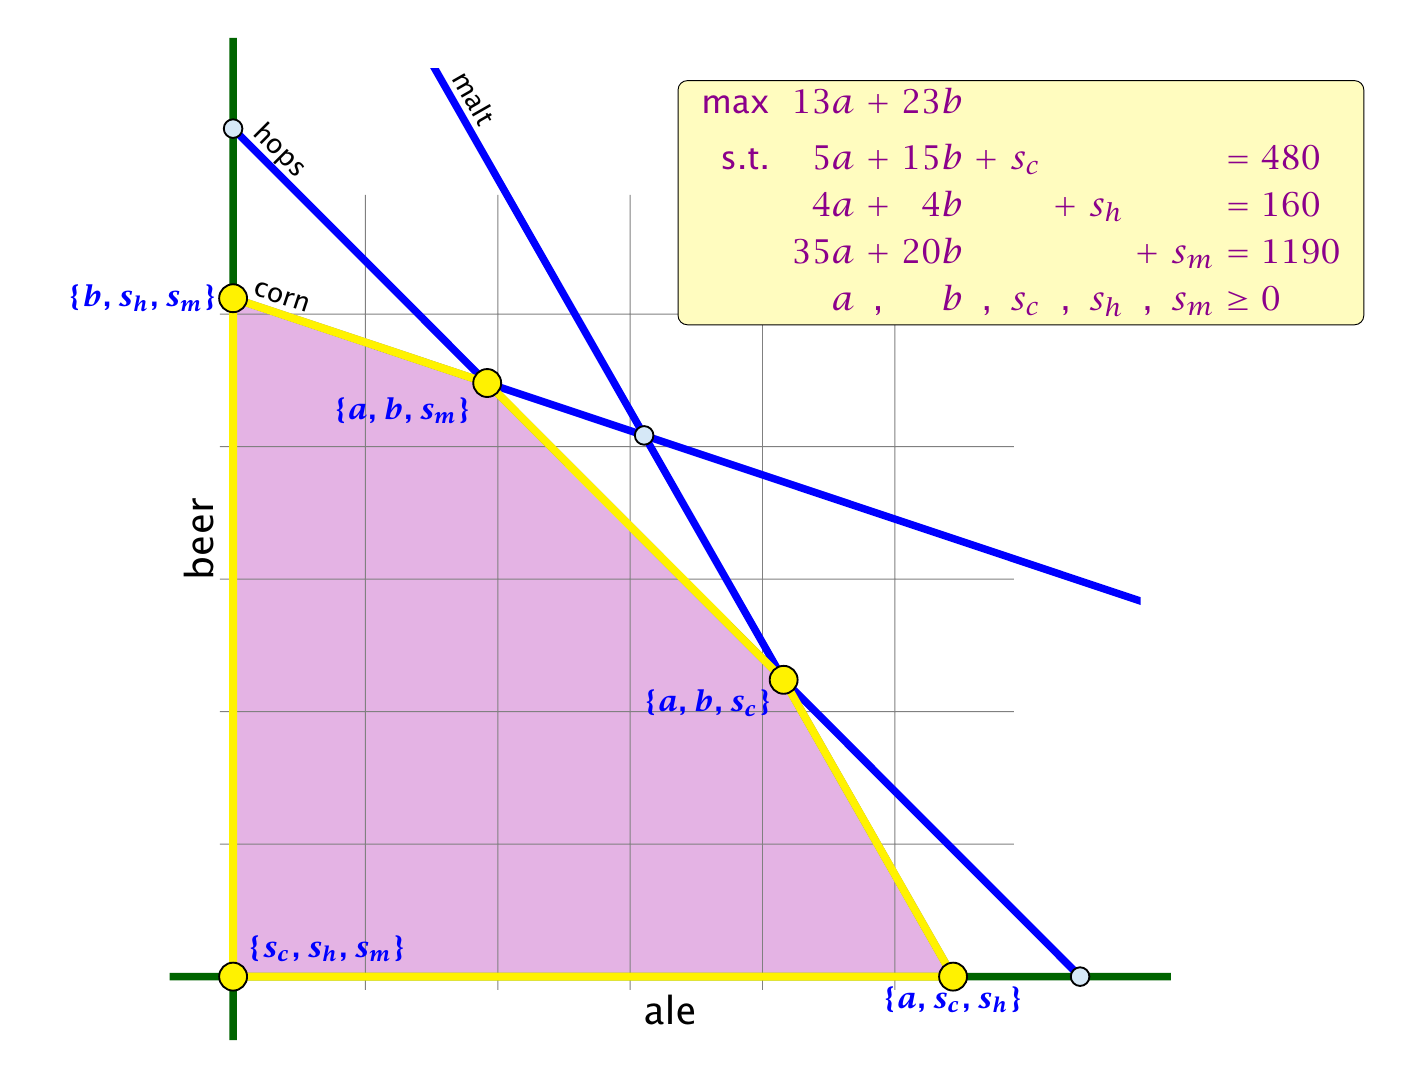 malt
max 13a + 23b
s.t. 5a + 15b + s_c = 480
4a + 4b + s_h = 160
35a + 20b + s_m = 1190
a , b , s_c , s_h , s_m ≥ 0
hops
corn
{b, s_h, s_m}
{a, b, s_m}
beer
{a, b, s_c}
{s_c, s_h, s_m}
{a, s_c, s_h}
ale